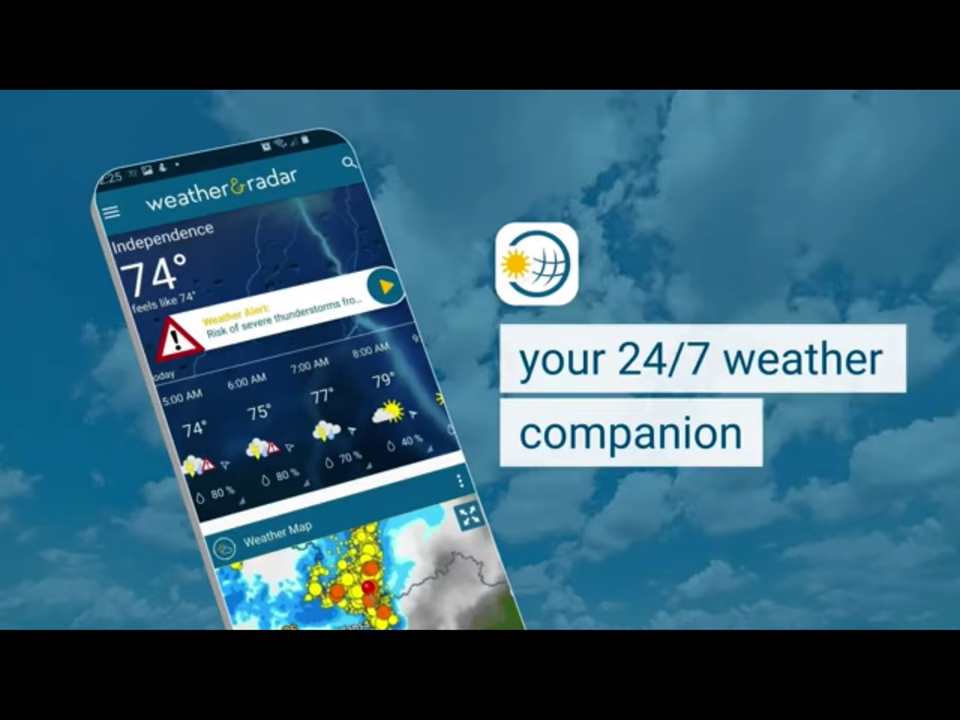 weather&radar
Independence
74°
feels like 74°
Weather Alert:
Risk of severe thunderstorms fro...
5:00 AM 6:00 AM 7:00 AM 8:00 AM 9
74° 75° 77° 79°
80 % 80 % 70 % 40 %
Weather Map
your 24/7 weather
companion